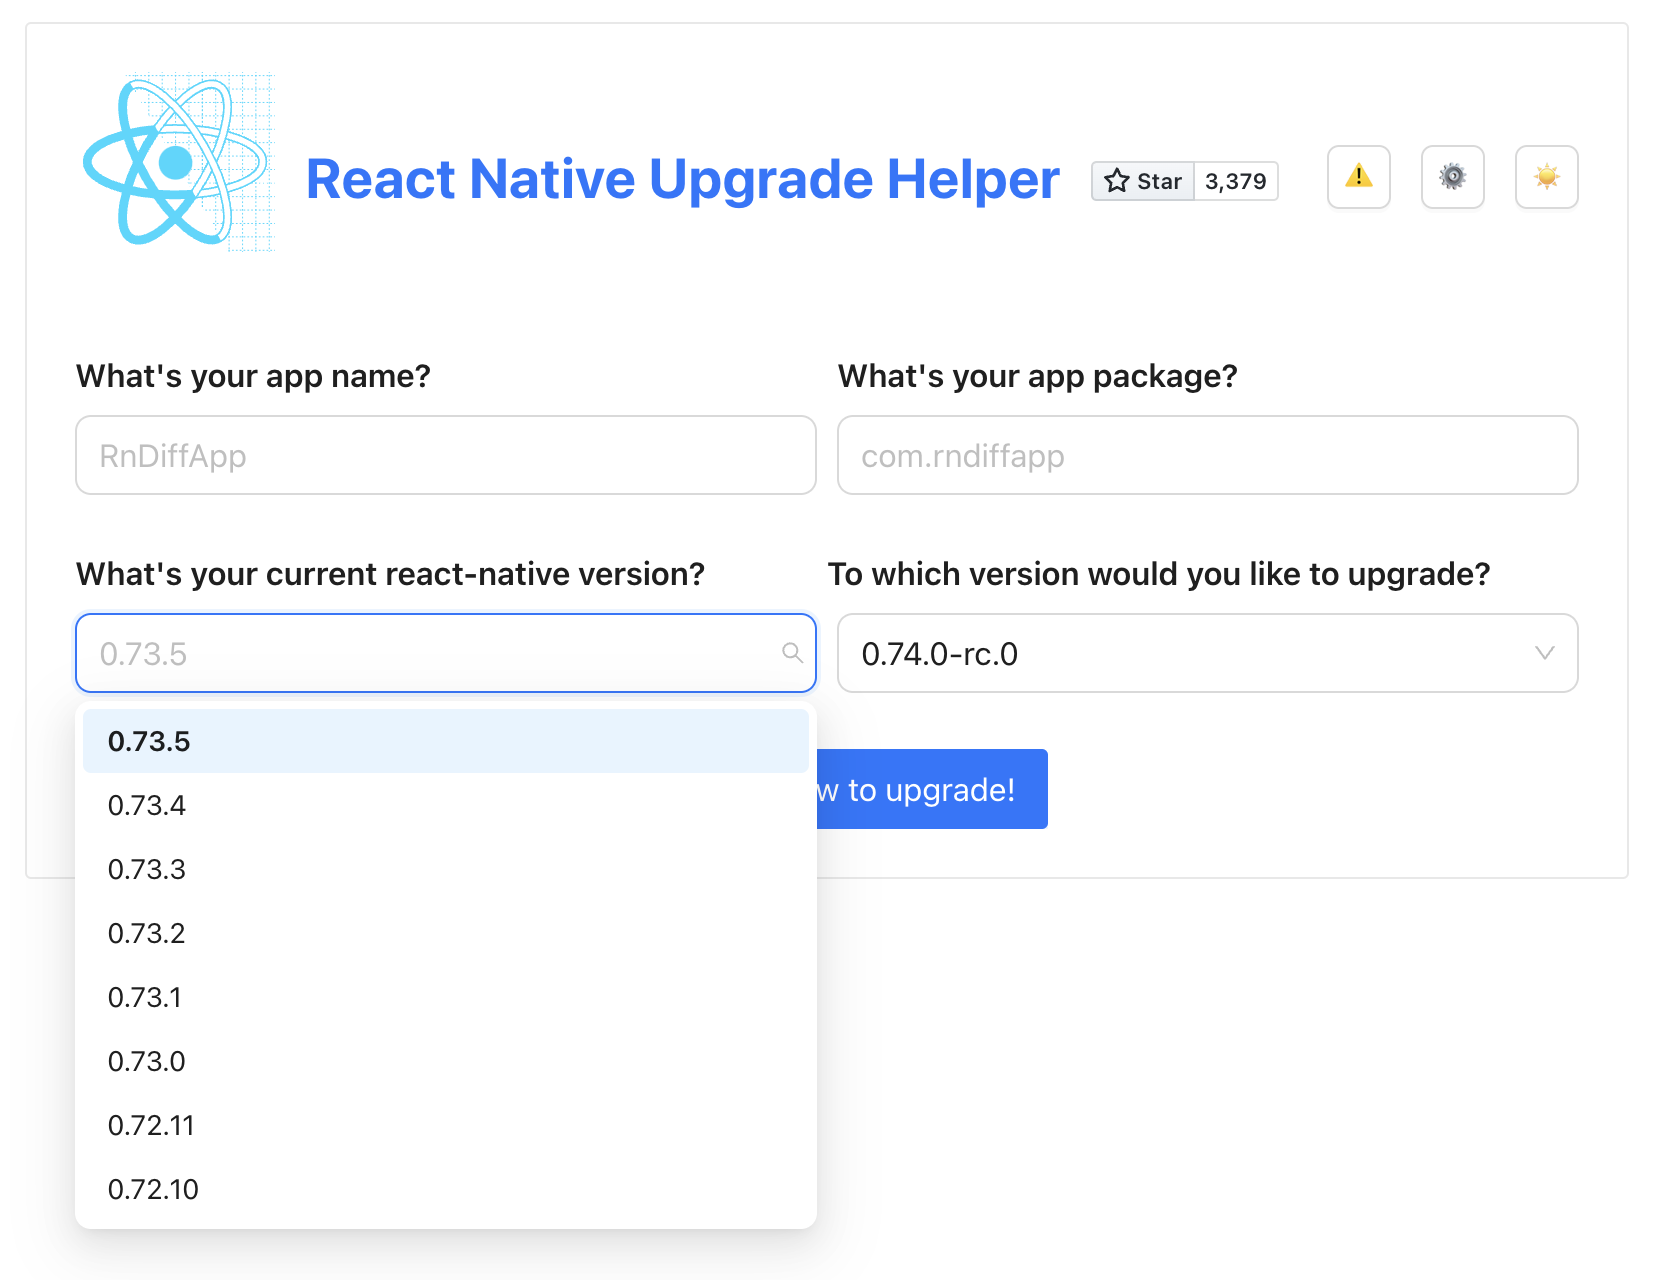 React Native Upgrade Helper
Star 3,379
What's your app name?
What's your app package?
RnDiffApp
com.rndiffapp
What's your current react-native version?
To which version would you like to upgrade?
0.73.5
0.74.0-rc.0
0.73.5
0.73.4
0.73.3
0.73.2
0.73.1
0.73.0
0.72.11
0.72.10
to upgrade!